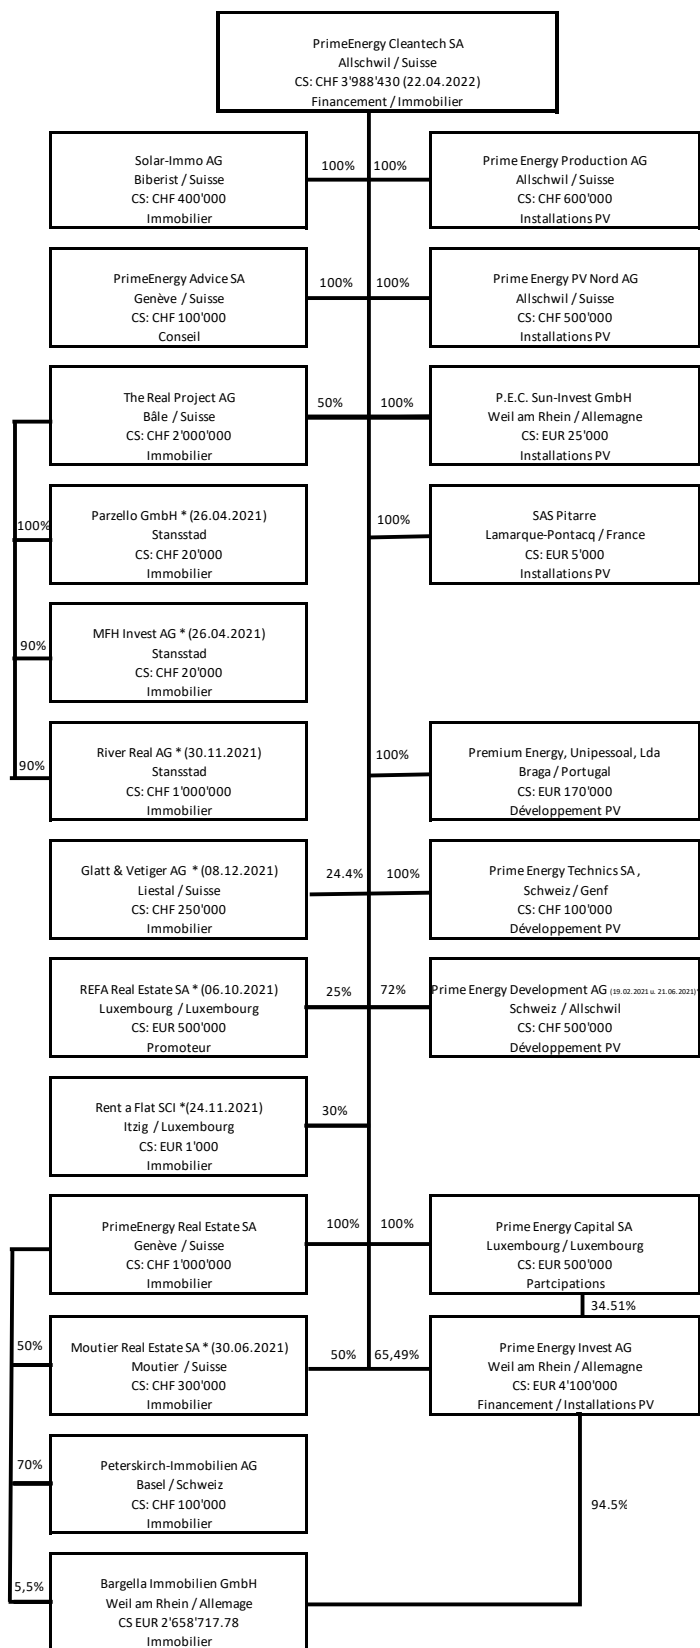 PrimeEnergy Cleantech SA
Allschwil / Suisse
CS: CHF 3'988'430 (22.04.2022)
Financement / Immobilier
Solar-Immo AG
Biberist / Suisse
CS: CHF 400'000
Immobilier
100%
100%
Prime Energy Production AG
Allschwil / Suisse
CS: CHF 600'000
Installations PV
PrimeEnergy Advice SA
Genève / Suisse
CS: CHF 100'000
Conseil
100%
100%
Prime Energy PV Nord AG
Allschwil / Suisse
CS: CHF 500'000
Installations PV
The Real Project AG
Bâle / Suisse
CS: CHF 2'000'000
Immobilier
50%
100%
P.E.C. Sun-Invest GmbH
Weil am Rhein / Allemagne
CS: EUR 25'000
Installations PV
100%
Parzello GmbH * (26.04.2021)
Stansstad
CS: CHF 20'000
Immobilier
100%
SAS Pitarre
Lamarque-Pontacq / France
CS: EUR 5'000
Installations PV
90%
MFH Invest AG * (26.04.2021)
Stansstad
CS: CHF 20'000
Immobilier
90%
River Real AG * (30.11.2021)
Stansstad
CS: CHF 1'000'000
Immobilier
100%
Premium Energy, Unipessoal, Lda
Braga / Portugal
CS: EUR 170'000
Développement PV
Glatt & Vetiger AG * (08.12.2021)
Liestal / Suisse
CS: CHF 250'000
Immobilier
24.4%
100%
Prime Energy Technics SA ,
Schweiz / Genf
CS: CHF 100'000
Développement PV
REFA Real Estate SA * (06.10.2021)
Luxembourg / Luxembourg
CS: EUR 500'000
Promoteur
25%
72%
Prime Energy Development AG (19.02.2021 u. 21.06.2021)*
Schweiz / Allschwil
CS: CHF 500'000
Développement PV
Rent a Flat SCI *(24.11.2021)
Itzig / Luxembourg
CS: EUR 1'000
Immobilier
30%
PrimeEnergy Real Estate SA
Genève / Suisse
CS: CHF 1'000'000
Immobilier
100%
100%
Prime Energy Capital SA
Luxembourg / Luxembourg
CS: EUR 500'000
Partcipations
34.51%
50%
Moutier Real Estate SA * (30.06.2021)
Moutier / Suisse
CS: CHF 300'000
Immobilier
50%
65,49%
Prime Energy Invest AG
Weil am Rhein / Allemagne
CS: EUR 4'100'000
Financement / Installations PV
70%
Peterskirch-Immobilien AG
Basel / Schweiz
CS: CHF 100'000
Immobilier
94.5%
5,5%
Bargella Immobilien GmbH
Weil am Rhein / Allemage
CS EUR 2'658'717.78
Immobilier